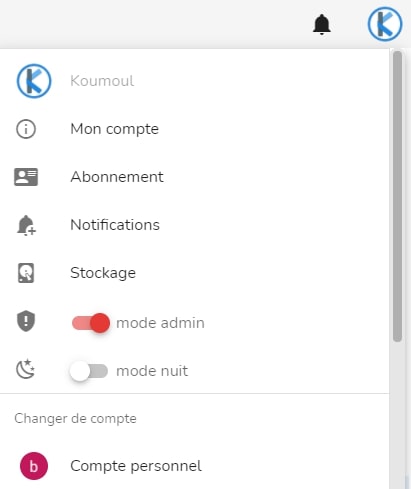 Koumoul
Mon compte
Abonnement
Notifications
Stockage
mode admin
mode nuit
Changer de compte
b Compte personnel